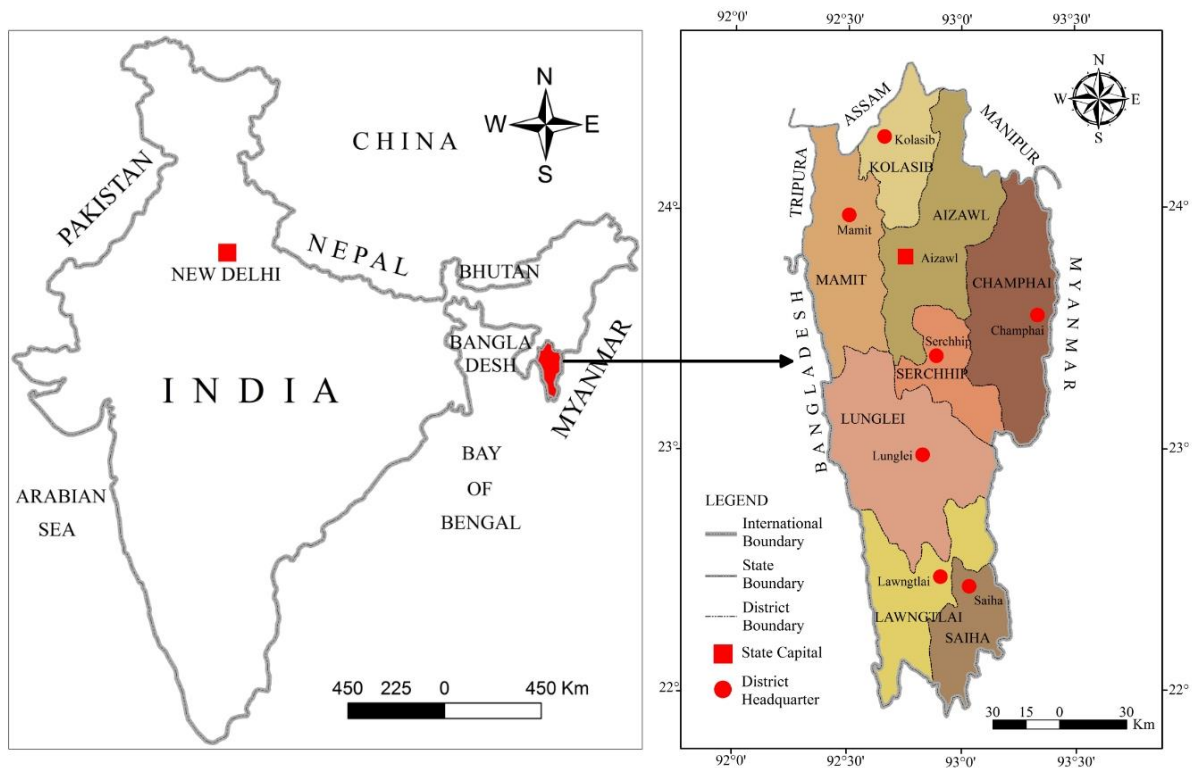 N
W E
S
CHINA
PAKISTAN
NEW DELHI
NEPAL
BHUTAN
BANGLA
DESH
MYANMAR
INDIA
ARABIAN
SEA
BAY
OF
BENGAL
450 225 0 450 Km
92°0' 92°30' 93°0' 93°30'
N
W E
S
ASSAM
MANIPUR
TRIPURA
Kolasib
KOLASIB
24° 24°
AIZAWL
Mamit
MAMIT
Aizawl
CHAMPHAI
Champhai
MYANMAR
BANGLADESH
Serchhip
SERCHHIP
LUNGLEI
Lunglei
23° 23°
LEGEND
International
Boundary
State
Boundary
District
Boundary
State Capital
District
Headquarter
Lawngtlai
LAWNGTLAI
Saiha
SAIHA
22° 22°
30 15 0 30
Km
92°0' 92°30' 93°0' 93°30'